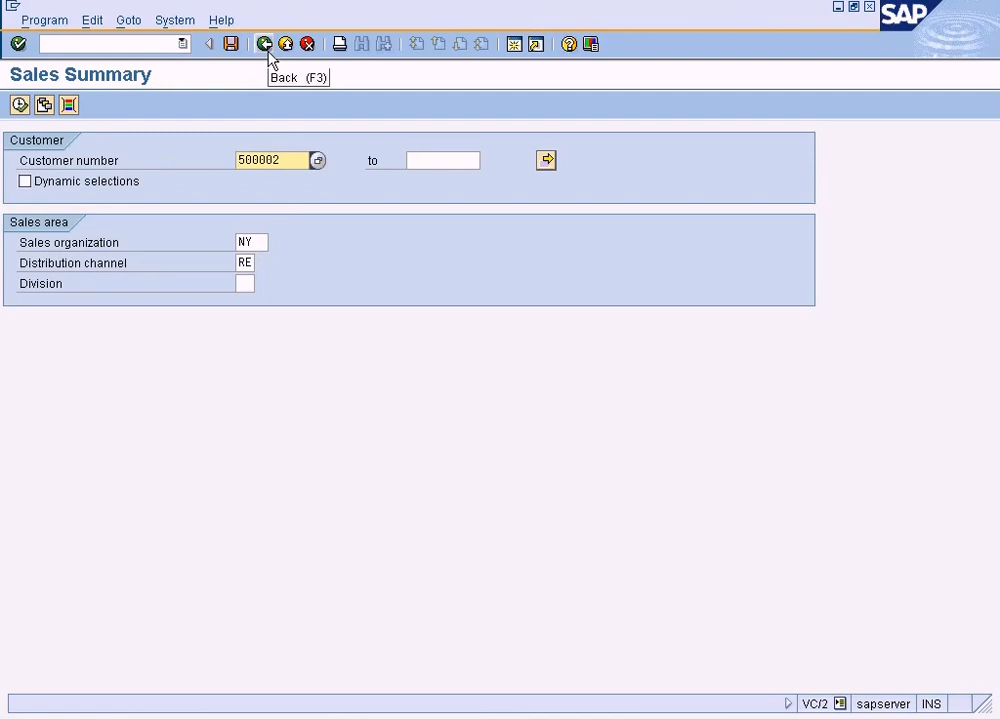 Program Edit Goto System Help
SAP
Back (F3)
Sales Summary
Customer
Customer number 500002 to
Dynamic selections
Sales area
Sales organization NY
Distribution channel RE
Division
VC/2 sapserver INS